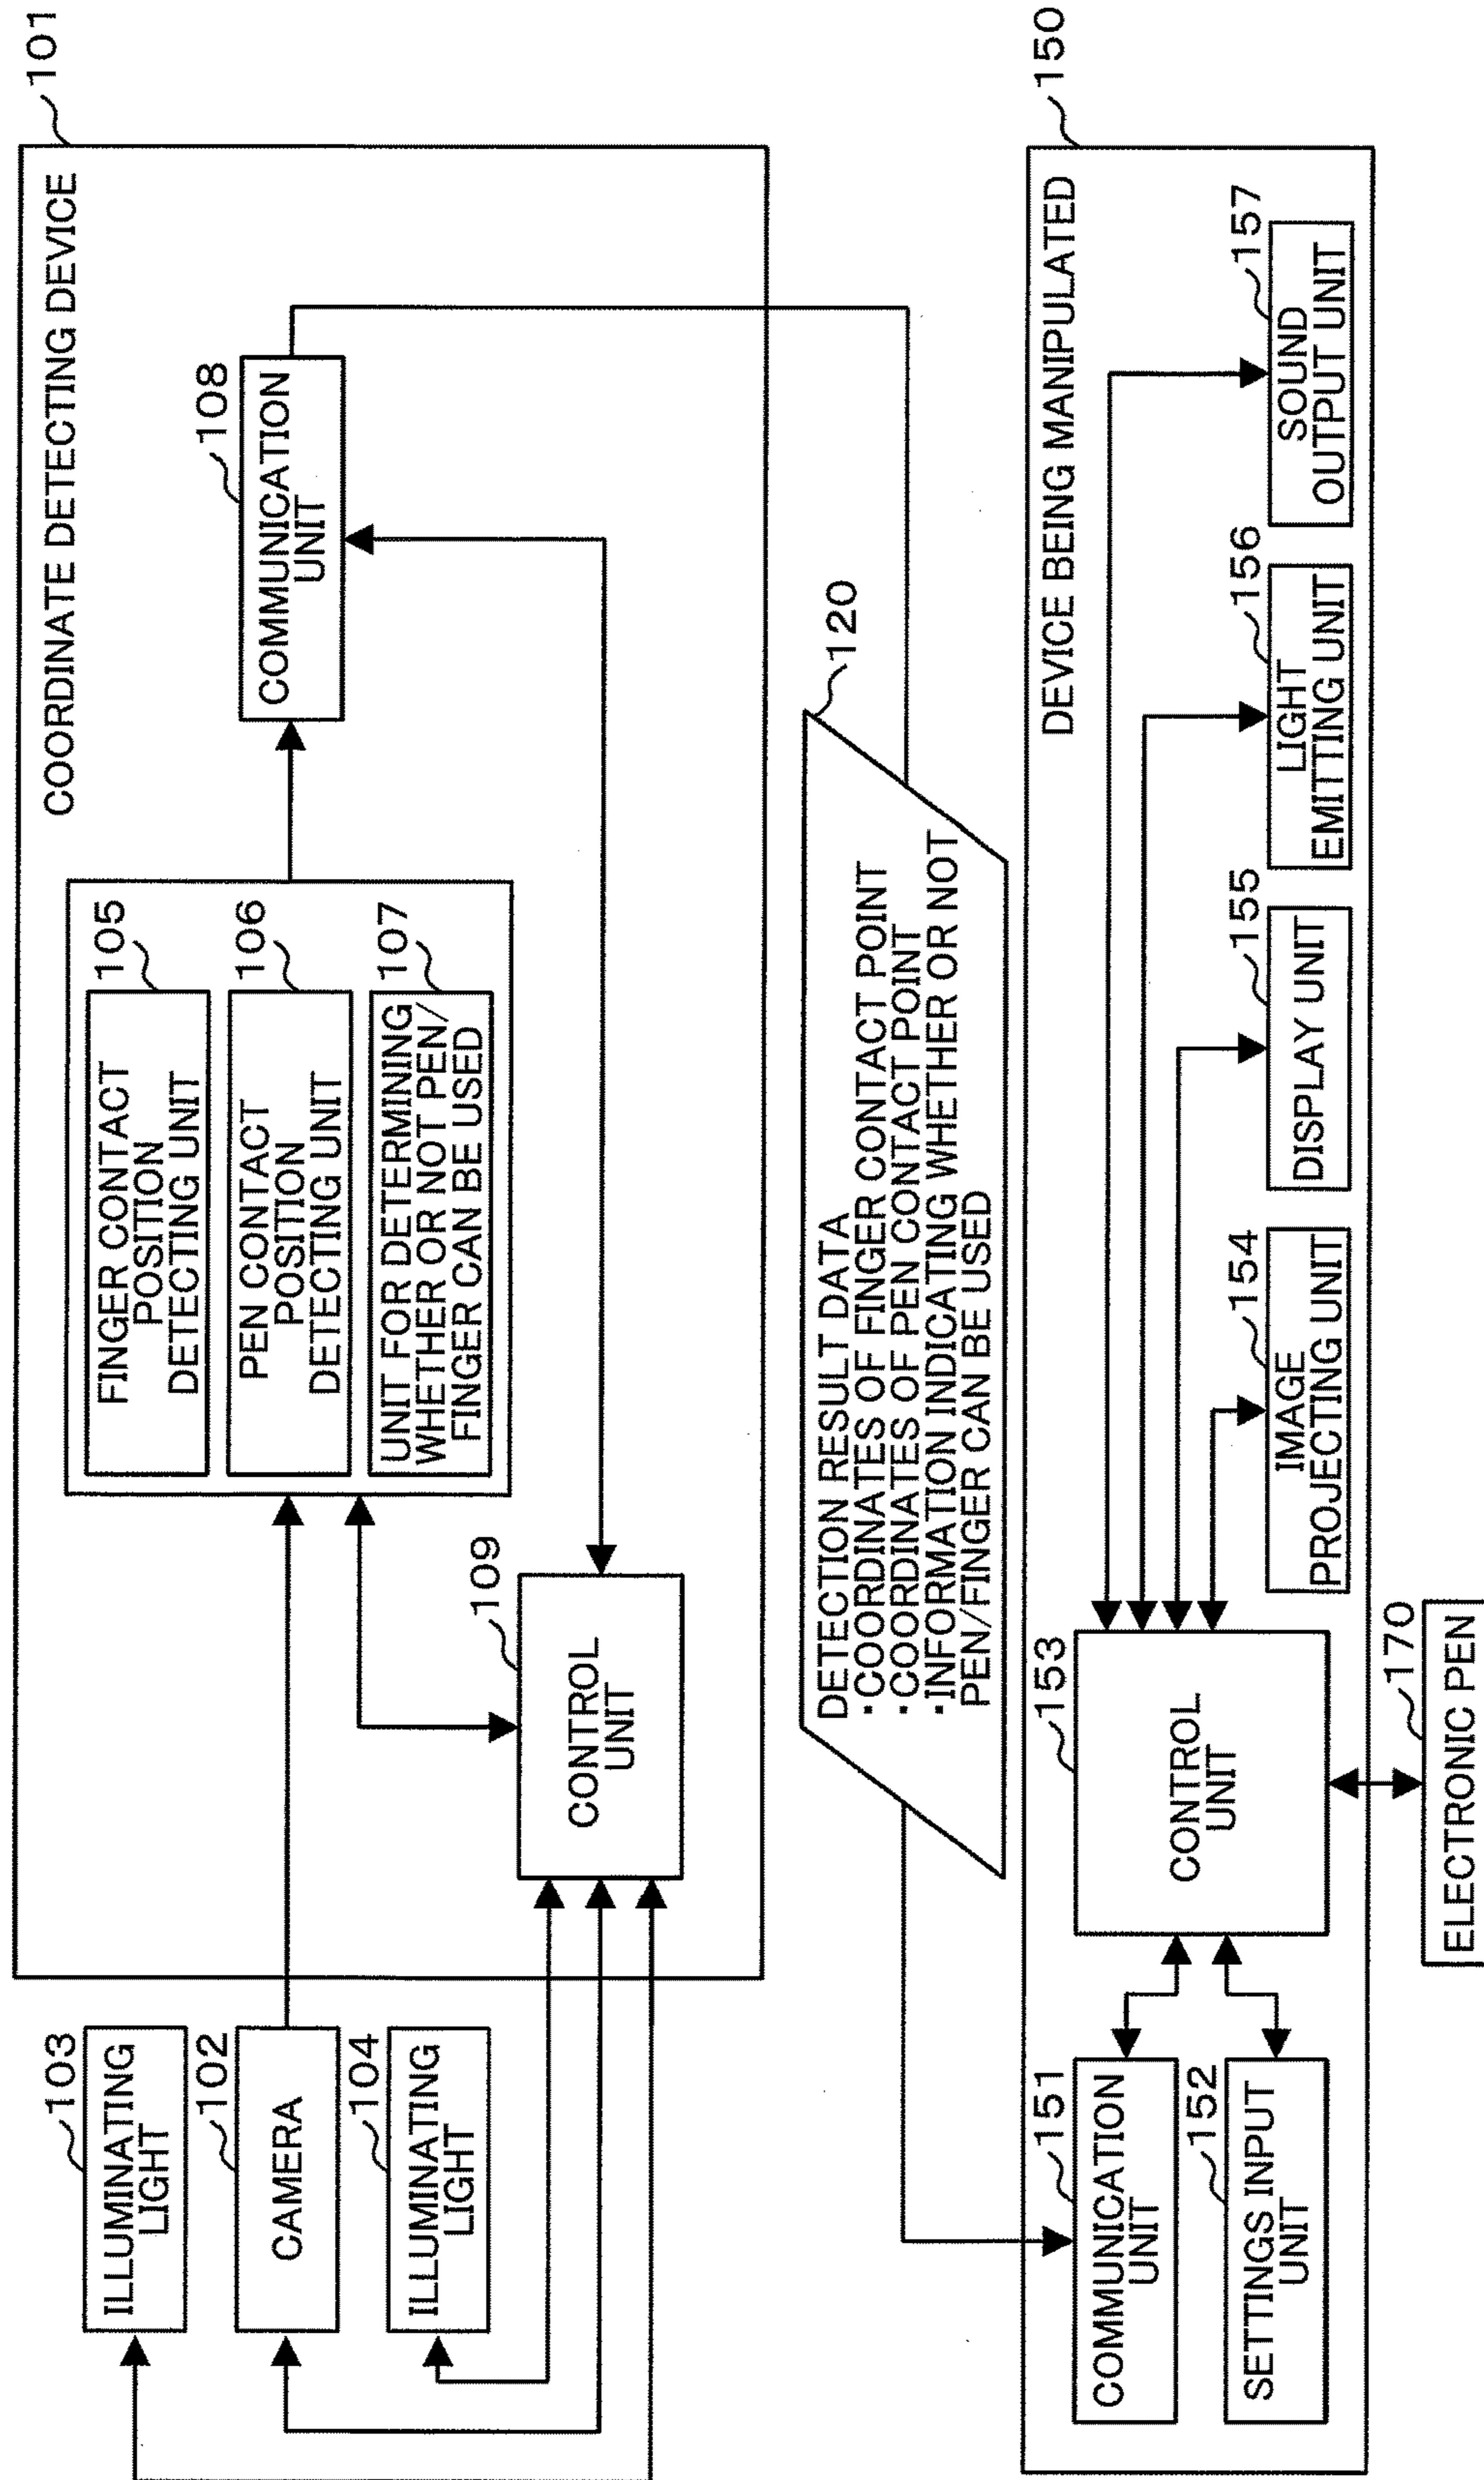 COORDINATE DETECTING DEVICE
101
103
ILLUMINATING
LIGHT
102
CAMERA
104
ILLUMINATING
LIGHT
105
FINGER CONTACT
POSITION
DETECTING UNIT
106
PEN CONTACT
POSITION
DETECTING UNIT
107
UNIT FOR DETERMINING
WHETHER OR NOT PEN/
FINGER CAN BE USED
108
COMMUNICATION
UNIT
109
CONTROL
UNIT
120
DETECTION RESULT DATA
・COORDINATES OF FINGER CONTACT POINT
・COORDINATES OF PEN CONTACT POINT
・INFORMATION INDICATING WHETHER OR NOT
PEN/FINGER CAN BE USED
DEVICE BEING MANIPULATED
150
151
COMMUNICATION
UNIT
152
SETTINGS INPUT
UNIT
153
CONTROL
UNIT
154
IMAGE
PROJECTING UNIT
155
DISPLAY UNIT
156
LIGHT
EMITTING UNIT
157
SOUND
OUTPUT UNIT
170
ELECTRONIC PEN